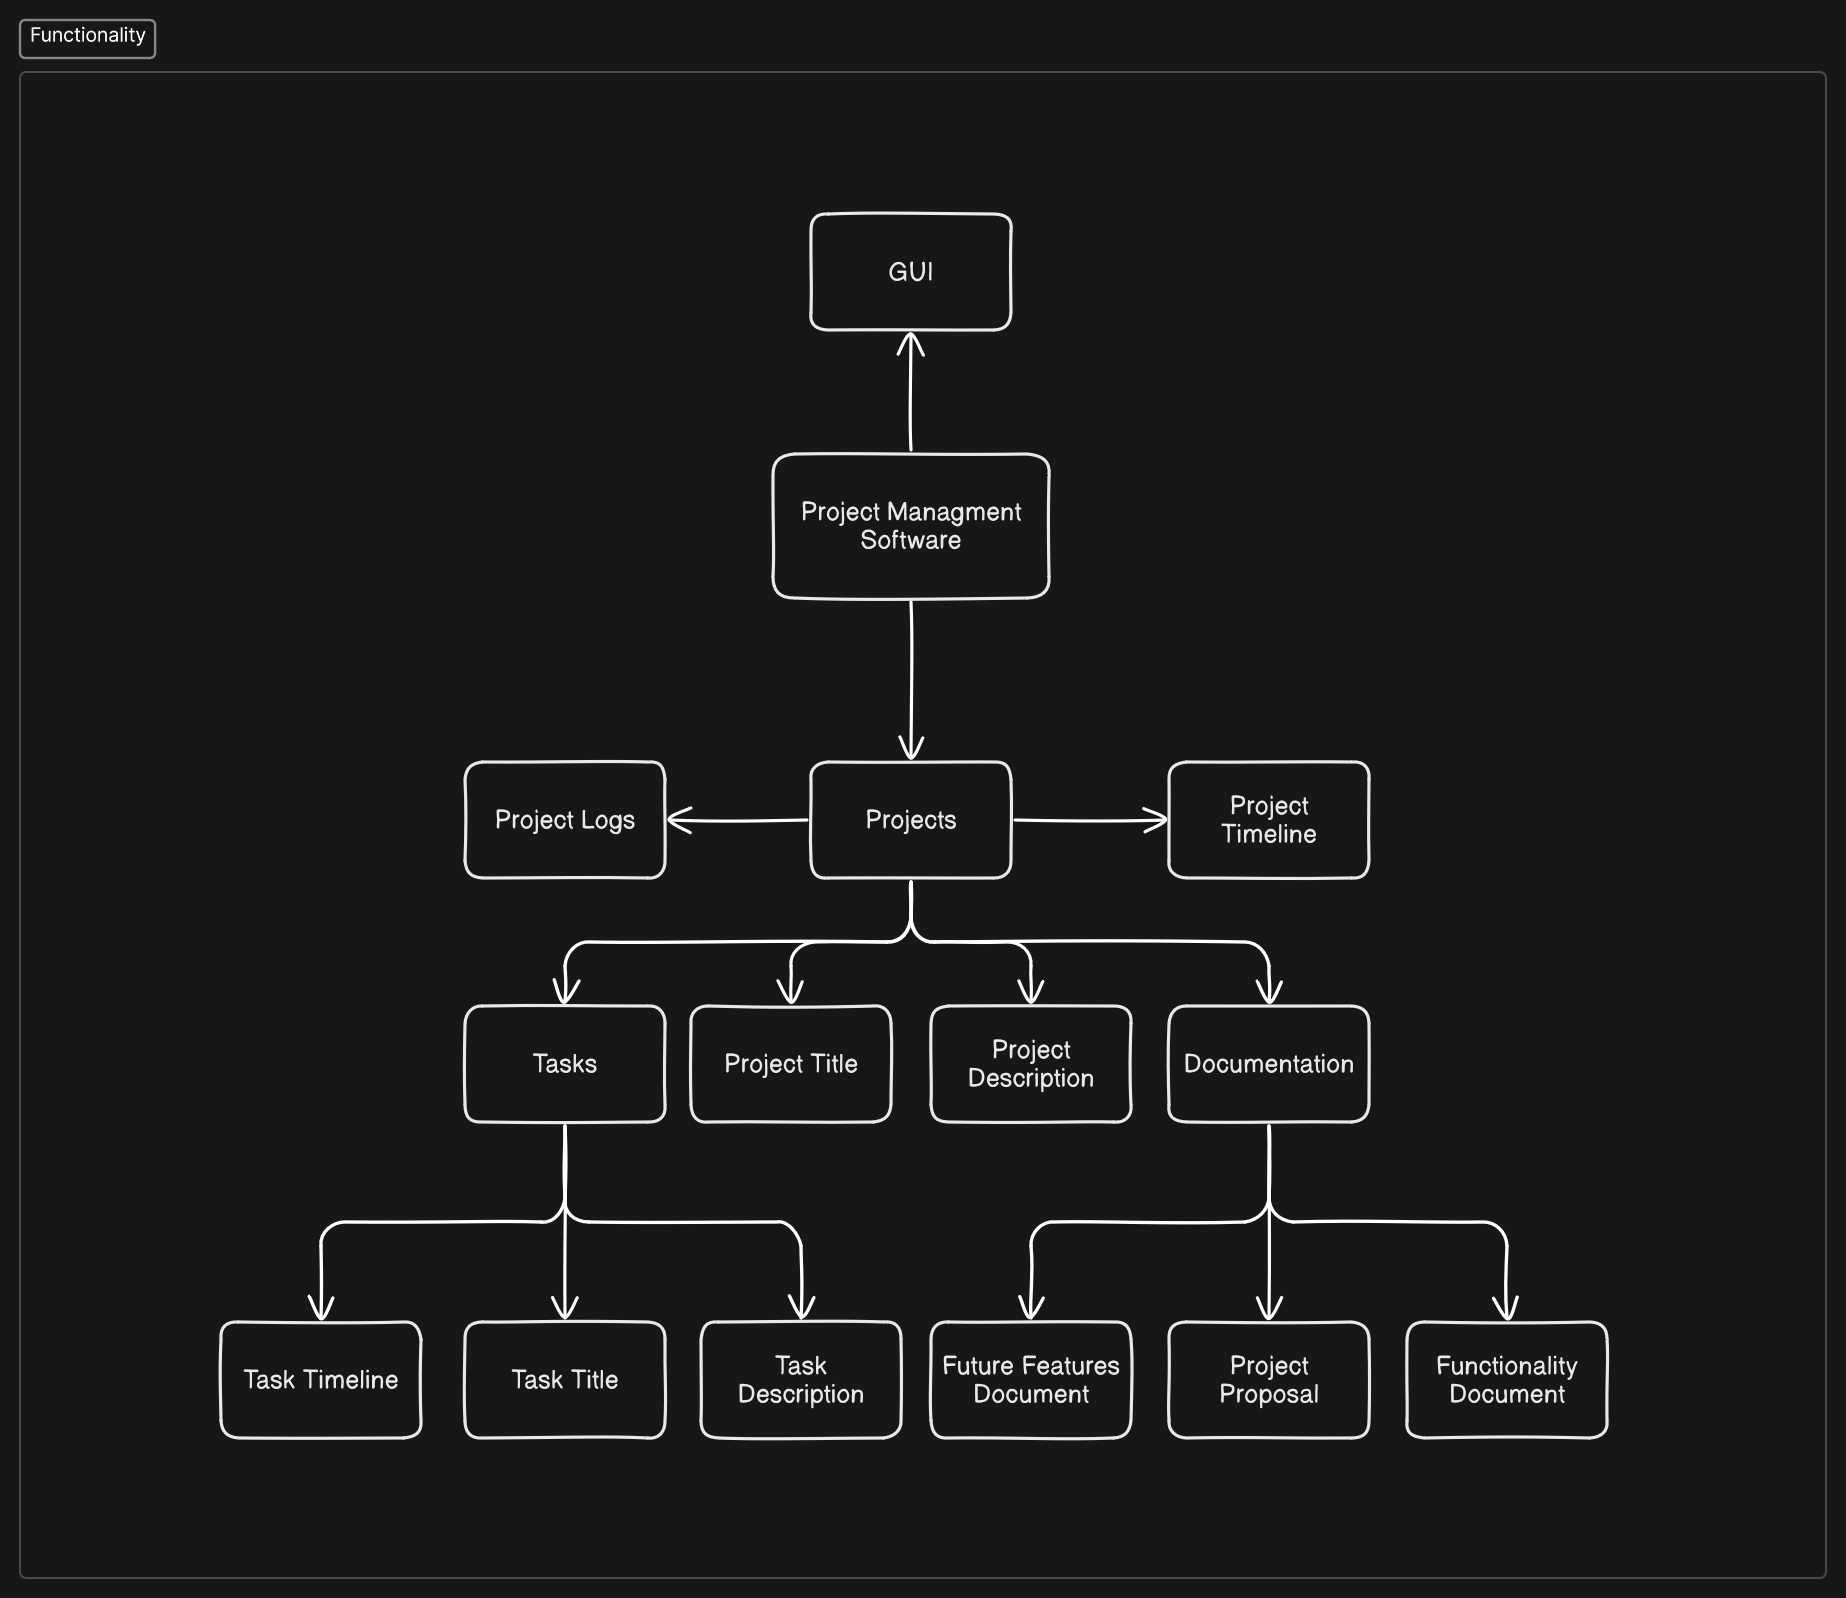 Functionality
GUI
Project Managment
Software
Project Logs
Projects
Project
Timeline
Tasks
Project Title
Project
Description
Documentation
Task Timeline
Task Title
Task
Description
Future Features
Document
Project
Proposal
Functionality
Document